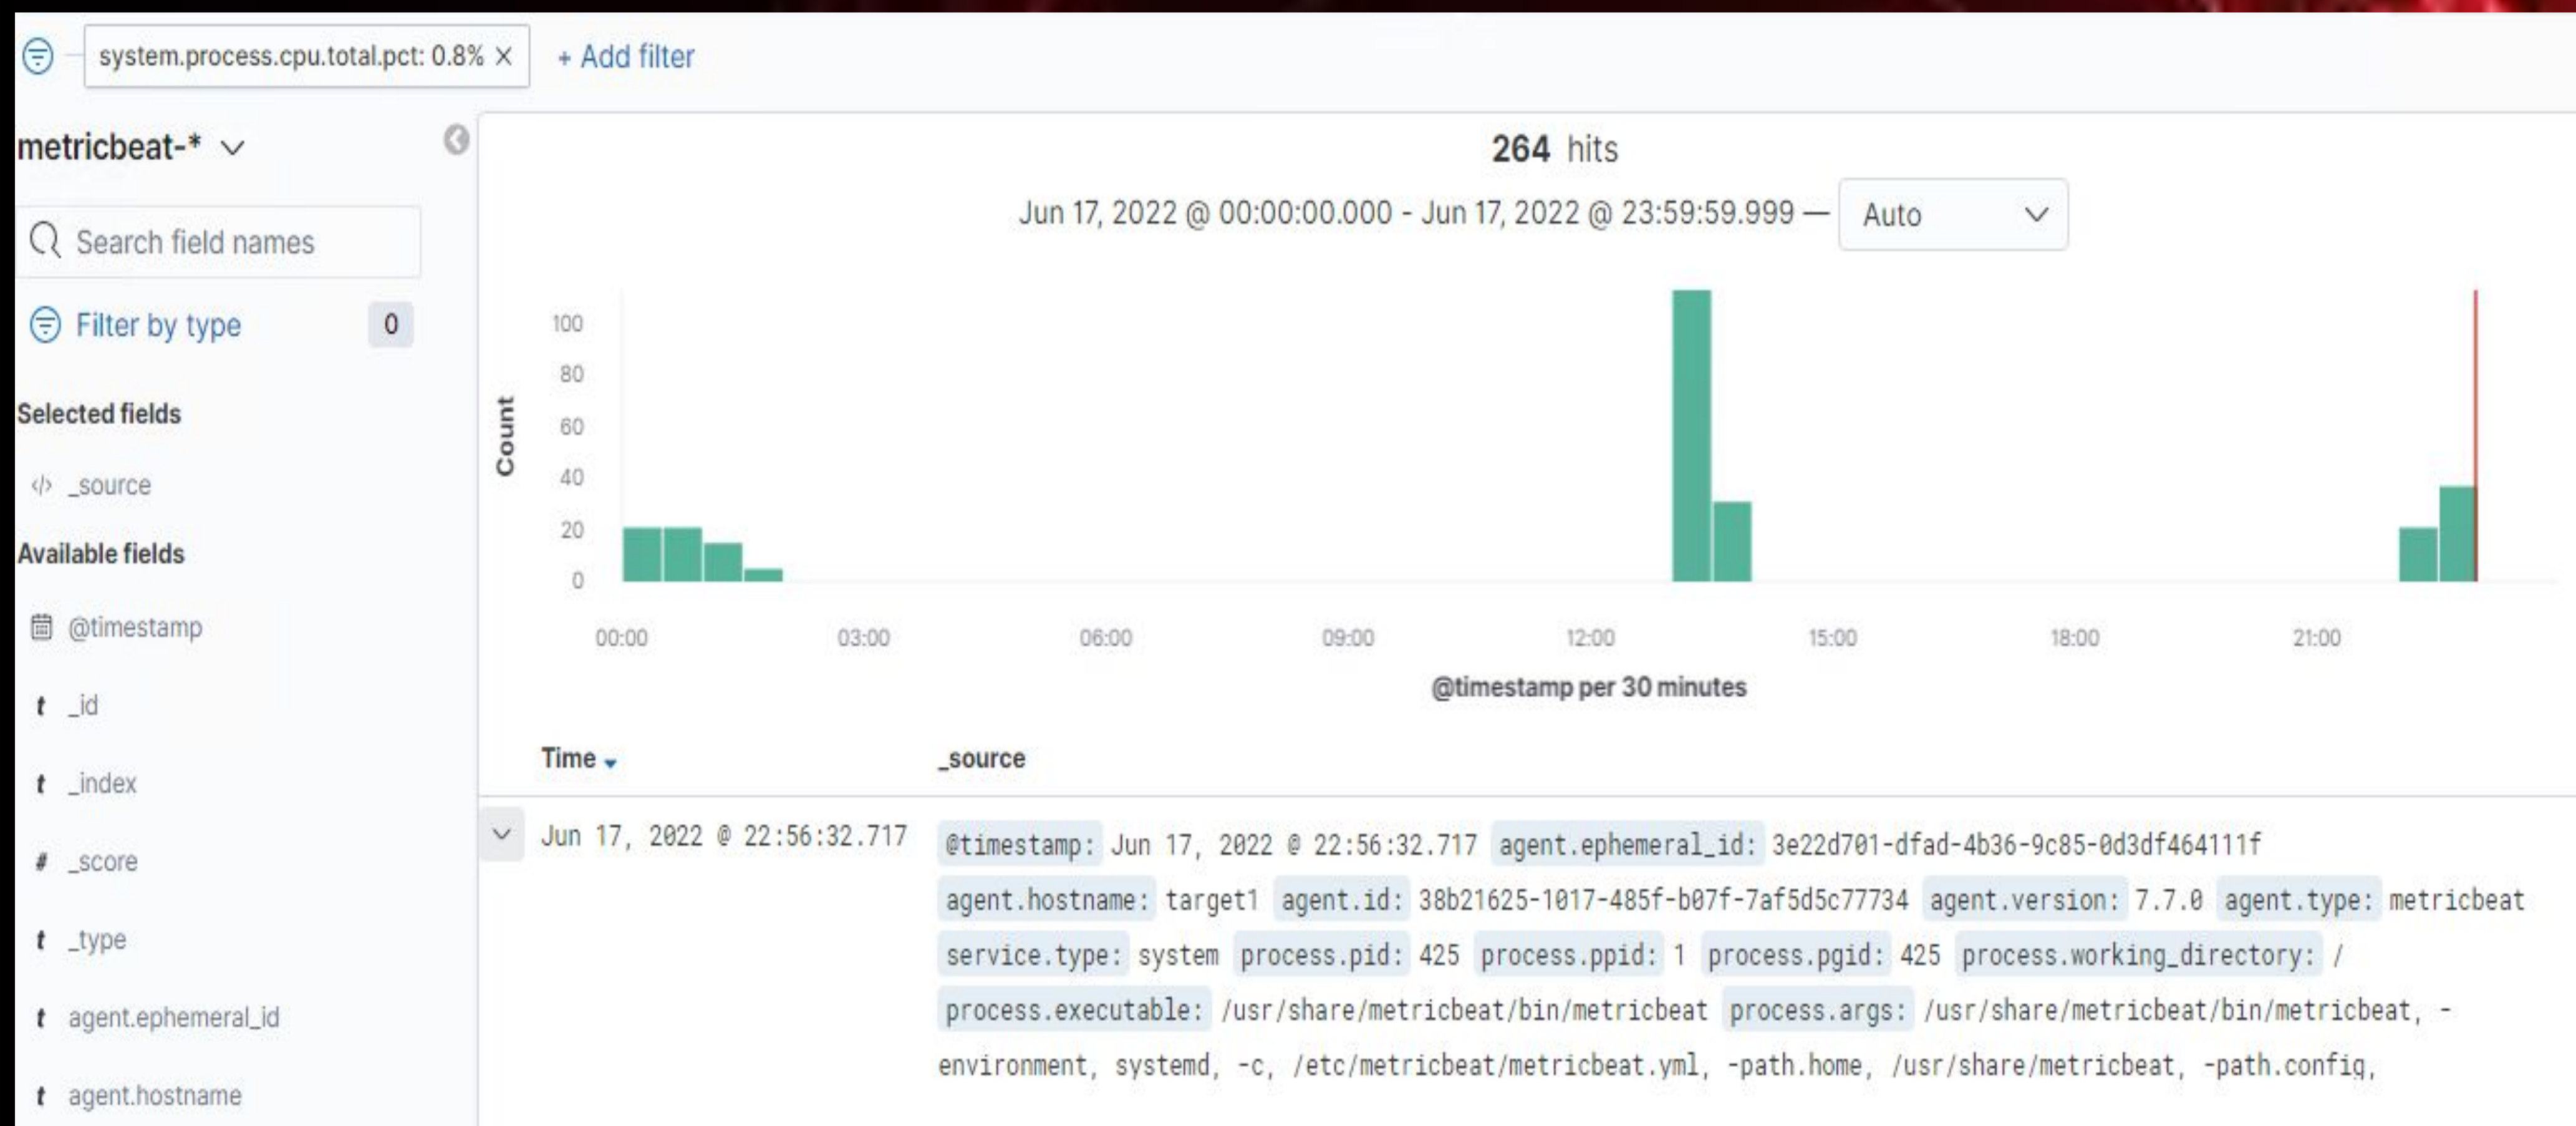 system.process.cpu.total.pct: 0.8% × + Add filter
metricbeat-*
Search field names
Filter by type 0
Selected fields
</> _source
Available fields
@timestamp
t _id
t _index
# _score
t _type
t agent.ephemeral_id
t agent.hostname
264 hits
Jun 17, 2022 @ 00:00:00.000 - Jun 17, 2022 @ 23:59:59.999 — Auto
Count
100
80
60
40
20
0
00:00 03:00 06:00 09:00 12:00 15:00 18:00 21:00
@timestamp per 30 minutes
Time _source
Jun 17, 2022 @ 22:56:32.717 @timestamp: Jun 17, 2022 @ 22:56:32.717 agent.ephemeral_id: 3e22d701-dfad-4b36-9c85-0d3df464111f
agent.hostname: target1 agent.id: 38b21625-1017-485f-b07f-7af5d5c77734 agent.version: 7.7.0 agent.type: metricbeat
service.type: system process.pid: 425 process.ppid: 1 process.pgid: 425 process.working_directory: /
process.executable: /usr/share/metricbeat/bin/metricbeat process.args: /usr/share/metricbeat/bin/metricbeat, -
environment, systemd, -c, /etc/metricbeat/metricbeat.yml, -path.home, /usr/share/metricbeat, -path.config,